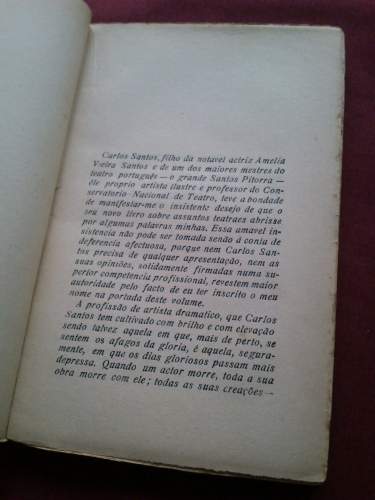 Carlos Santos, filho da notavel actriz Amelia
Vieira Santos e de um dos maiores mestres do
teatro português — o grande Santos Pitorra —
êle proprio artista ilustre e professor do Con-
servatorio Nacional de Teatro, teve a bondade
de manifestar-me o insistente desejo de que o
seu novo livro sobre assuntos teatraes abrisse
por algumas palavras minhas. Essa amavel in-
sistencia não pode ser tomada senão á conta de
deferencia afectuosa, porque nem Carlos San-
tos precisa de qualquer apresentação, nem as
suas opiniões, solidamente firmadas numa su-
perior competencia profissional, revestem maior
autoridade pelo facto de eu ter inscrito o meu
nome na portada deste volume.
A profissão de artista dramatico, que Carlos
Santos tem cultivado com brilho e com elevação
sendo talvez aquela em que, mais de perto, se
sentem os afagos da gloria, é aquela, segura-
mente, em que os dias gloriosos passam mais
depressa. Quando um actor morre, toda a sua
obra morre com ele; todas as suas creações —